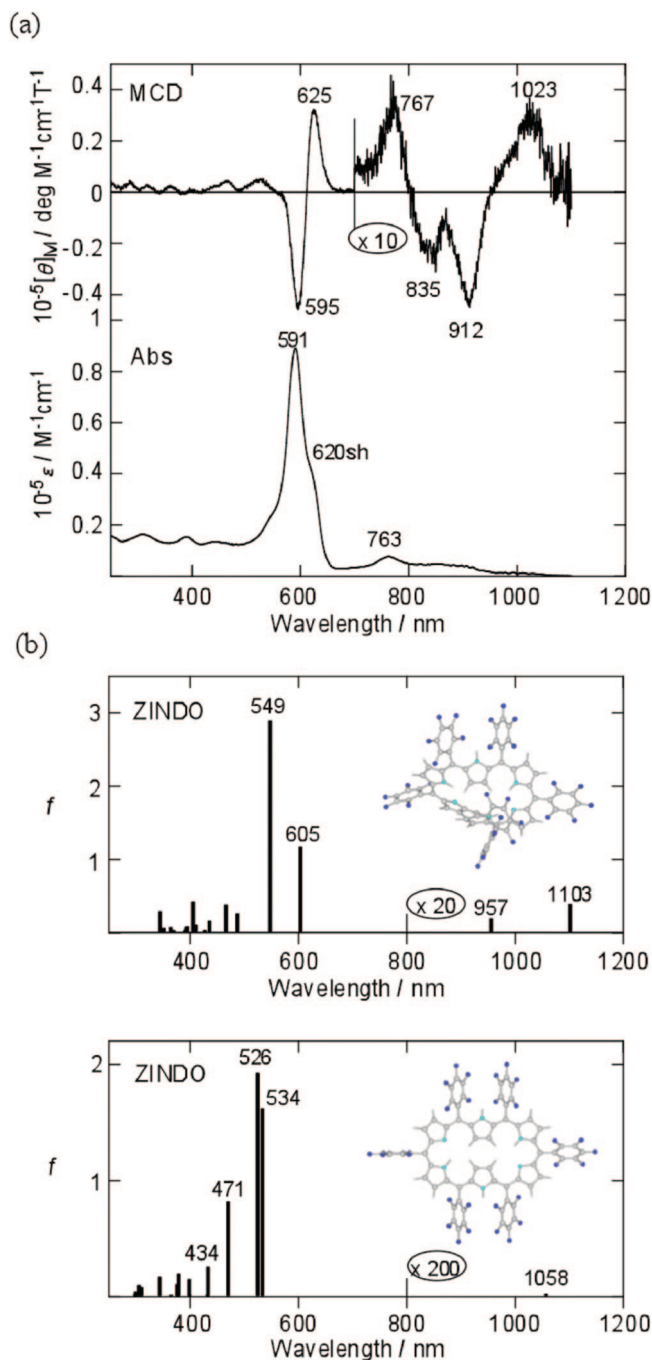 (a)
MCD
625
767
1023
0.4
0.2
0
-0.2
-0.4
10⁻⁵[θ]M / deg M⁻¹cm⁻¹T⁻¹
x 10
595
835
912
1
591
Abs
0.8
0.6
0.4
0.2
10⁻⁵ε / M⁻¹cm⁻¹
620sh
763
400 600 800 1000 1200
Wavelength / nm
(b)
ZINDO
549
3
2
1
f
605
x 20
957
1103
400 600 800 1000 1200
Wavelength / nm
ZINDO
526
534
2
1
f
471
434
x 200
1058
400 600 800 1000 1200
Wavelength / nm